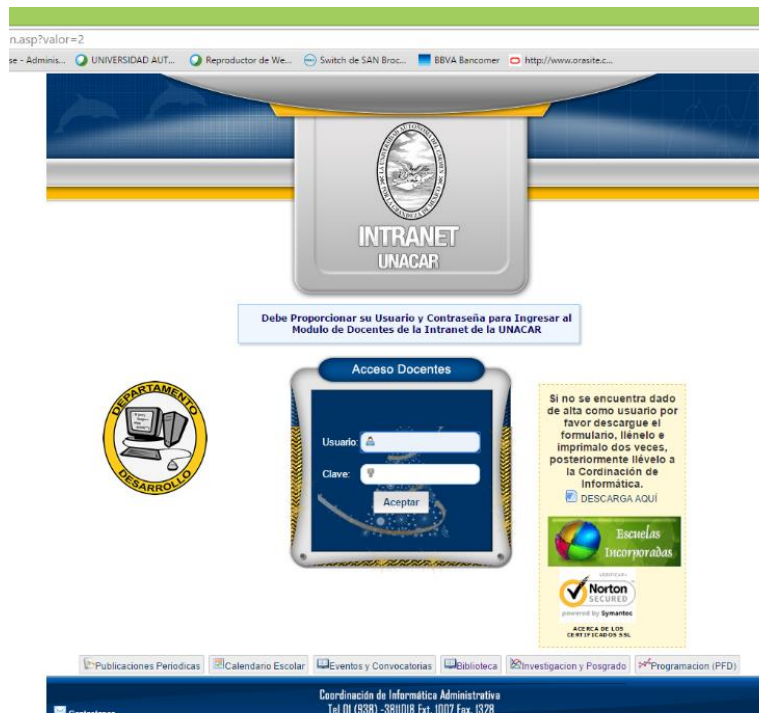 n.asp?valor=2
se - Adminis... UNIVERSIDAD AUT... Reproductor de We... Switch de SAN Broc... BBVA Bancomer http://www.orasite.c...
UNIVERSIDAD AUTONOMA DEL CARMEN
INTRANET
UNACAR
Debe Proporcionar su Usuario y Contraseña para Ingresar al
Modulo de Docentes de la Intranet de la UNACAR
Acceso Docentes
Usuario:
Clave:
Aceptar
DEPARTAMENTO
DESARROLLO
Si no se encuentra dado
de alta como usuario por
favor descargue el
formulario, llénelo e
imprimalo dos veces,
posteriormente llévelo a
la Cordinación de
Informática.
DESCARGA AQUÍ
Escuelas
Incorporadas
Norton
SECURED
powered by Symantec
ACERCA DE LOS
CERTIFICADOS SSL
Publicaciones Periodicas Calendario Escolar Eventos y Convocatorias Biblioteca Investigacion y Posgrado Programacion (PFD)
Coordinación de Informática Administrativa
Tel 01 (938) -3811018 Ext. 1007 Fax. 1328